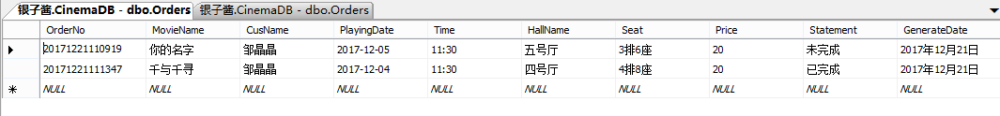 银子酱.CinemaDB - dbo.Orders 银子酱.CinemaDB - dbo.Orders
OrderNo MovieName CusName PlayingDate Time HallName Seat Price Statement GenerateDate
20171221110919 你的名字 邹晶晶 2017-12-05 11:30 五号厅 3排6座 20 未完成 2017年12月21日
20171221111347 千与千寻 邹晶晶 2017-12-04 11:30 四号厅 4排8座 20 已完成 2017年12月21日
NULL NULL NULL NULL NULL NULL NULL NULL NULL NULL